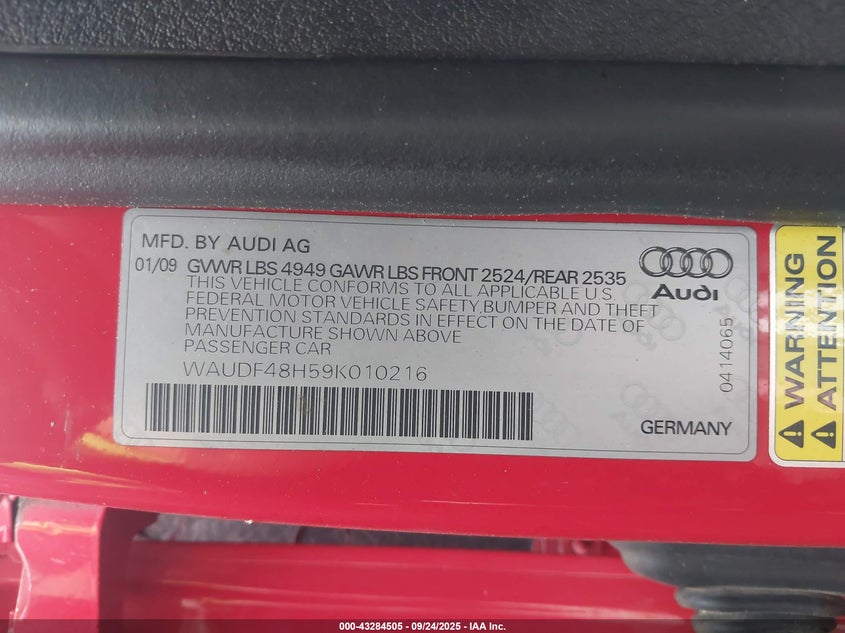 MFD. BY AUDI AG
01/09 GVWR LBS 4949 GAWR LBS FRONT 2524/REAR 2535
THIS VEHICLE CONFORMS TO ALL APPLICABLE U.S
FEDERAL MOTOR VEHICLE SAFETY,BUMPER AND THEFT
PREVENTION STANDARDS IN EFFECT ON THE DATE OF
MANUFACTURE SHOWN ABOVE
PASSENGER CAR
WAUDF48H59K010216
Audi
0414065
GERMANY
WARNING
ATTENTION
000-43284505 - 09/24/2025 - IAA Inc.